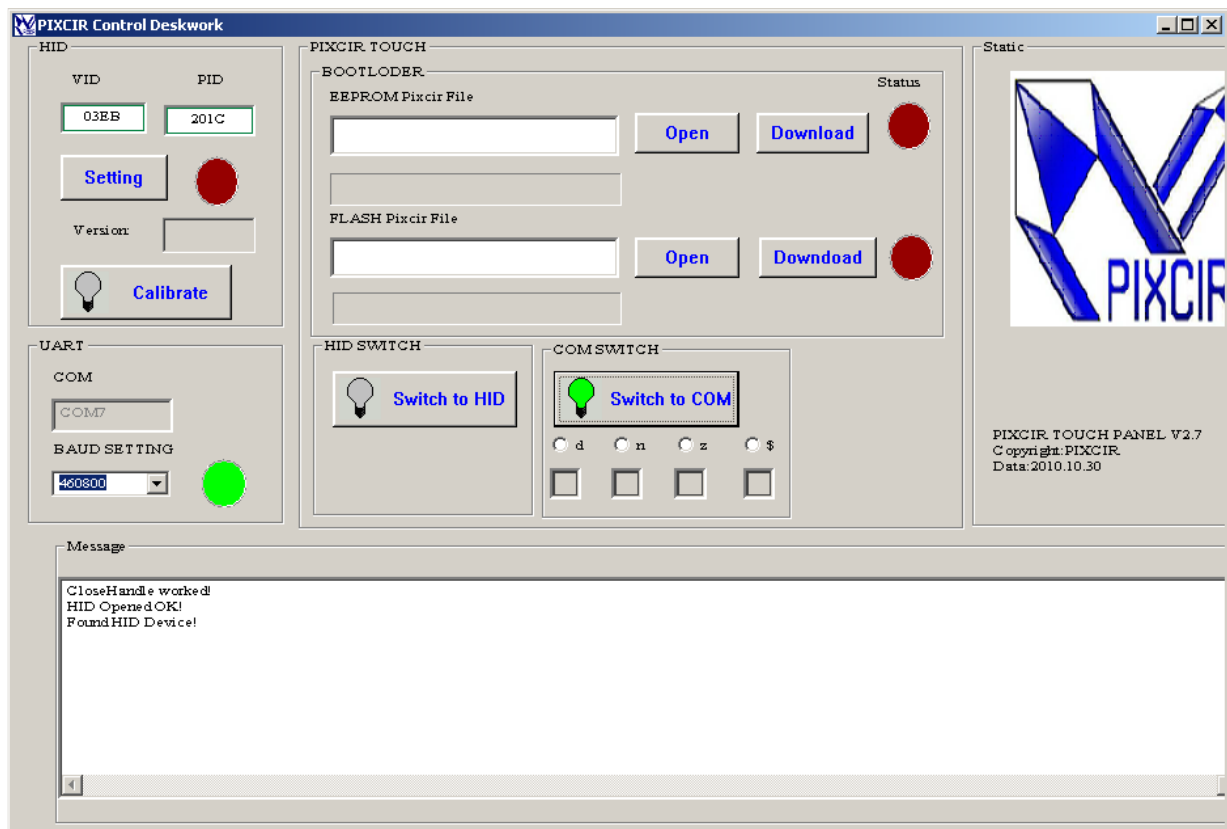 PIXCIR Control Deskwork
HID
VID PID
03EB 201C
Setting
Version:
Calibrate
UART
COM
COM7
BAUD SETTING
460800
PIXCIR TOUCH
BOOTLODER
Status
EEPROM Pixcir File
Open Download
FLASH Pixcir File
Open Downdoad
HID SWITCH
Switch to HID
COM SWITCH
Switch to COM
d n z $
Static
PIXCIR
PIXCIR TOUCH PANEL V2.7
Copyright:PIXCIR
Data:2010.10.30
Message
CloseHandle worked!
HID Opened OK!
Found HID Device!